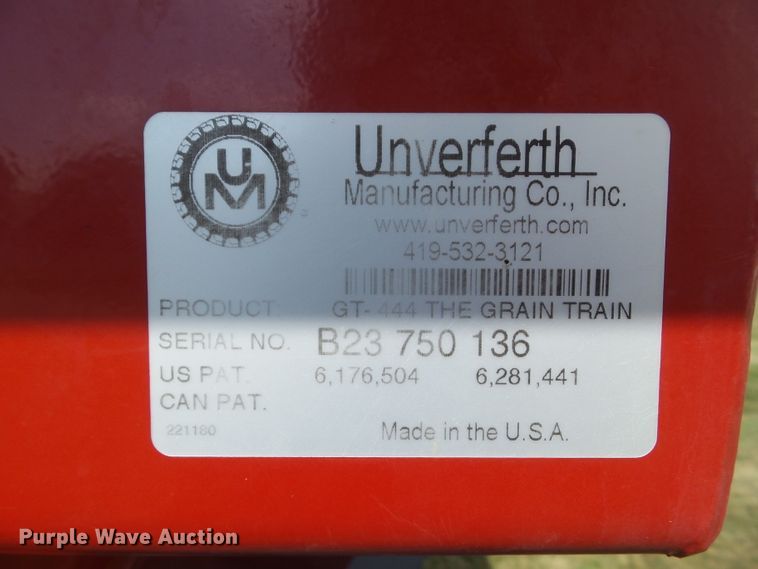 UM
Unverferth
Manufacturing Co., Inc.
www.unverferth.com
419-532-3121
PRODUCT GT- 444 THE GRAIN TRAIN
SERIAL NO. B23 750 136
US PAT. 6,176,504 6,281,441
CAN PAT.
221180 Made in the U.S.A.
Purple Wave Auction